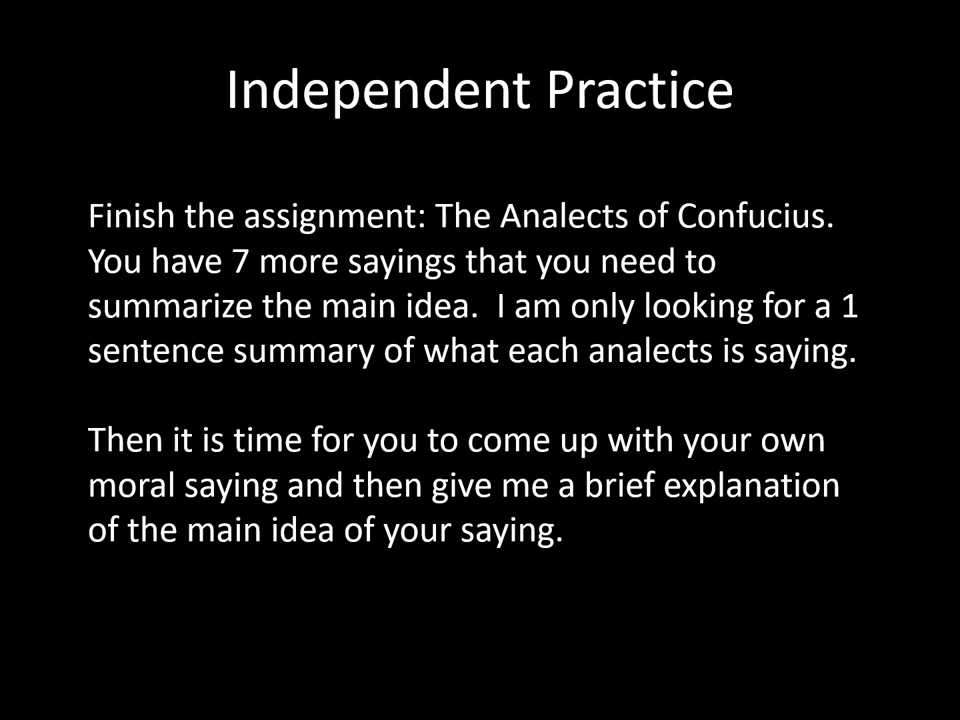 Independent Practice
Finish the assignment: The Analects of Confucius.
You have 7 more sayings that you need to
summarize the main idea.  I am only looking for a 1
sentence summary of what each analects is saying.
Then it is time for you to come up with your own
moral saying and then give me a brief explanation
of the main idea of your saying.